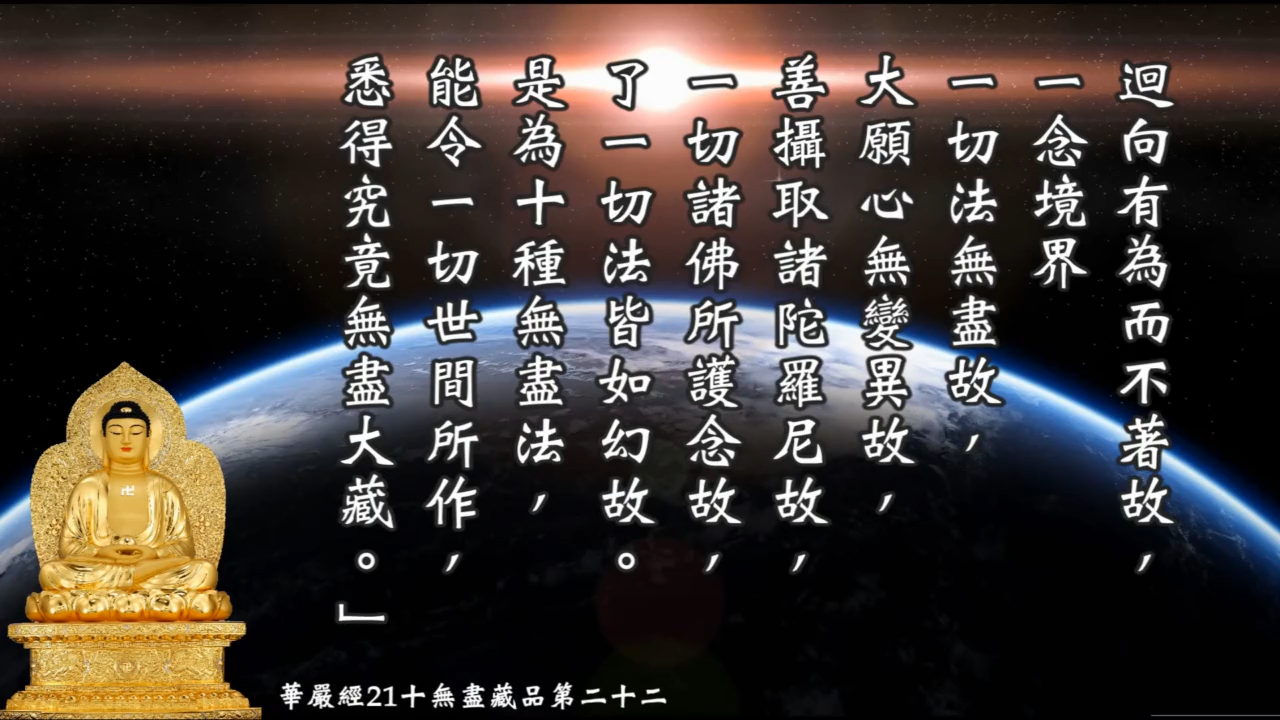 迴向有為而不著故，
一念境界
一切法無盡故，
大願心無變異故，
善攝取諸陀羅尼故，
一切諸佛所護念故，
了一切法皆如幻故。
是為十種無盡法，
能令一切世間所作，
悉得究竟無盡大藏。」
華嚴經21十無盡藏品第二十二